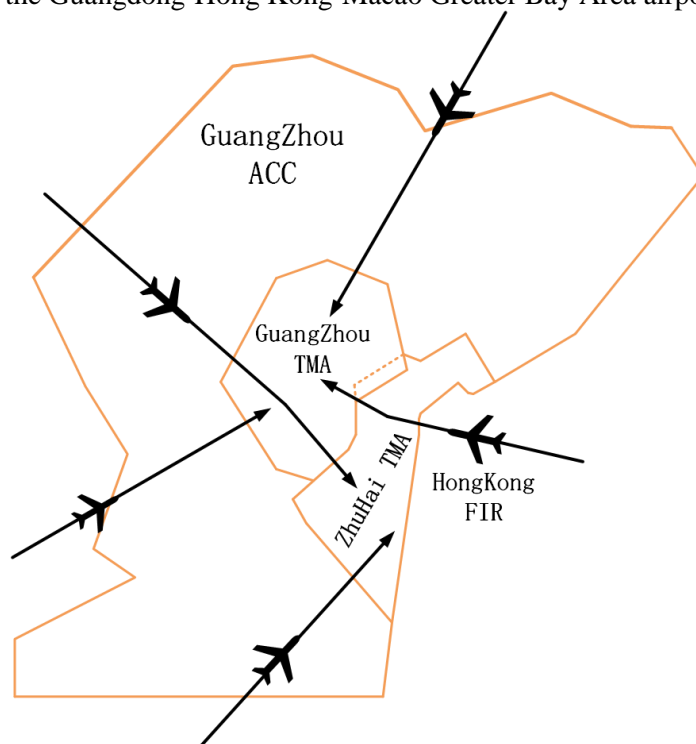 the Guangdong-Hong Kong-Macao Greater Bay Area airpo
GuangZhou
ACC
GuangZhou
TMA
ZhuHai TMA
HongKong
FIR